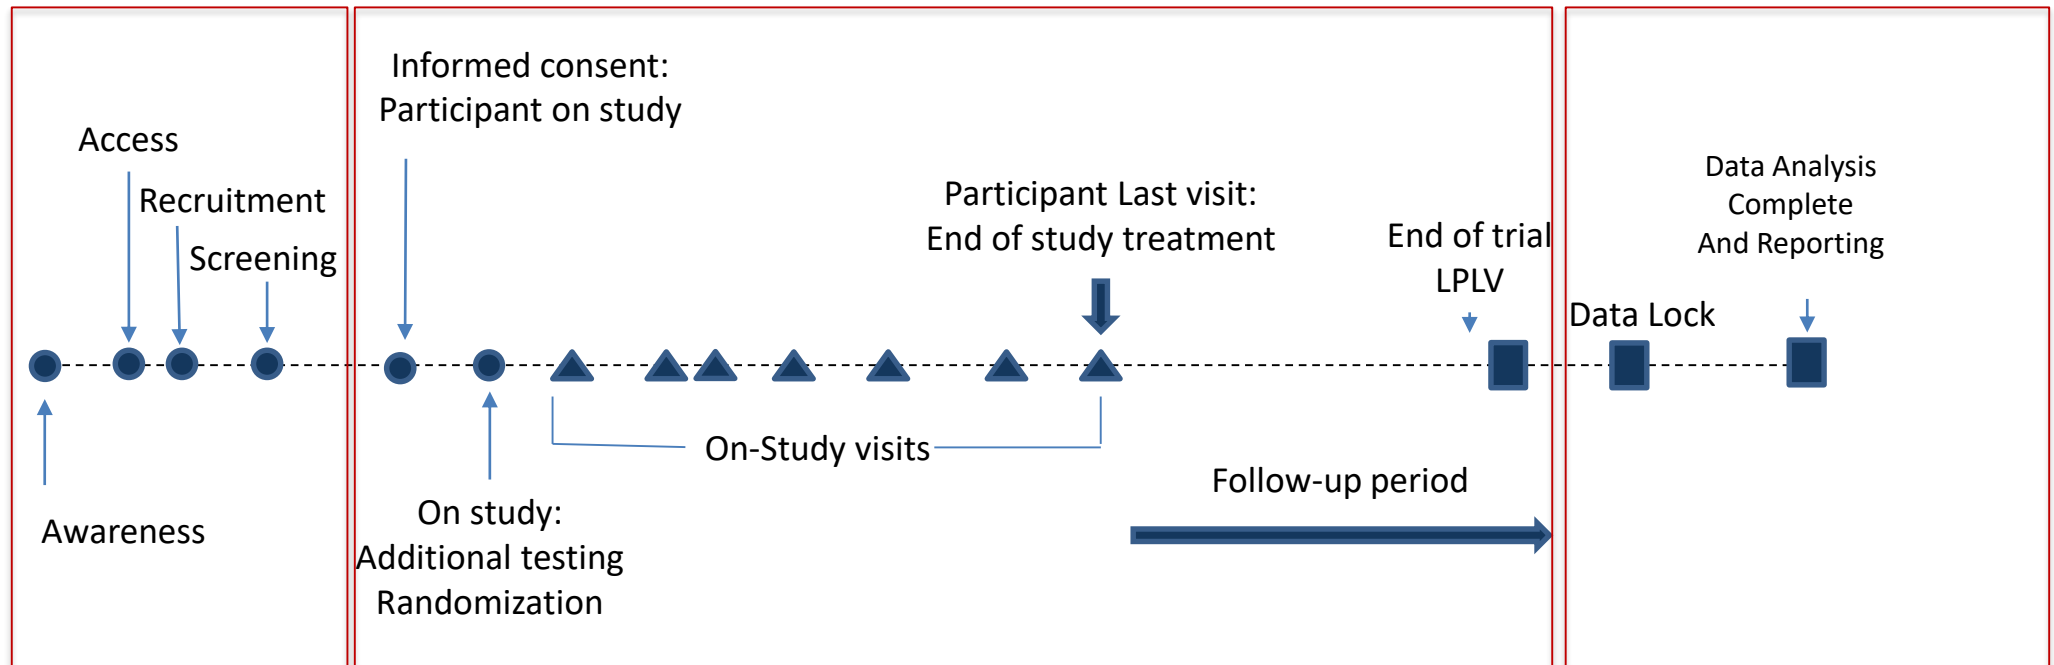 Access
Recruitment
Screening
Awareness
Informed consent:
Participant on study
On study:
Additional testing
Randomization
On-Study visits
Participant Last visit:
End of study treatment
Follow-up period
End of trial
LPLV
Data Lock
Data Analysis
Complete
And Reporting